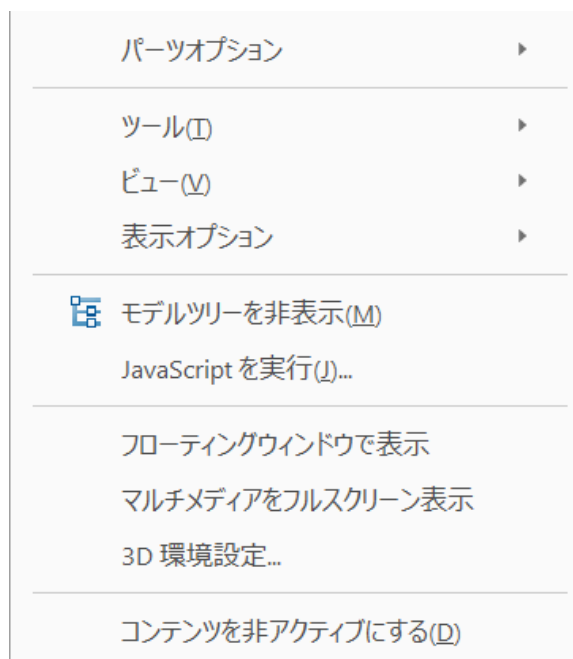 パーツオプション
ツール(T)
ビュー(V)
表示オプション
モデルツリーを非表示(M)
JavaScript を実行(J)...
フローティングウィンドウで表示
マルチメディアをフルスクリーン表示
3D 環境設定...
コンテンツを非アクティブにする(D)